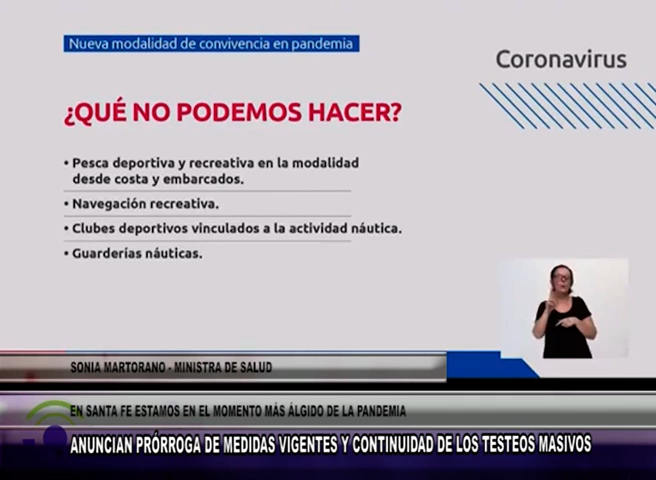 Nueva modalidad de convivencia en pandemia
Coronavirus
¿QUÉ NO PODEMOS HACER?
• Pesca deportiva y recreativa en la modalidad
desde costa y embarcados.
• Navegación recreativa.
• Clubes deportivos vinculados a la actividad náutica.
• Guarderías náuticas.
SONIA MARTORANO - MINISTRA DE SALUD
EN SANTA FE ESTAMOS EN EL MOMENTO MÁS ÁLGIDO DE LA PANDEMIA
ANUNCIAN PRÓRROGA DE MEDIDAS VIGENTES Y CONTINUIDAD DE LOS TESTEOS MASIVOS